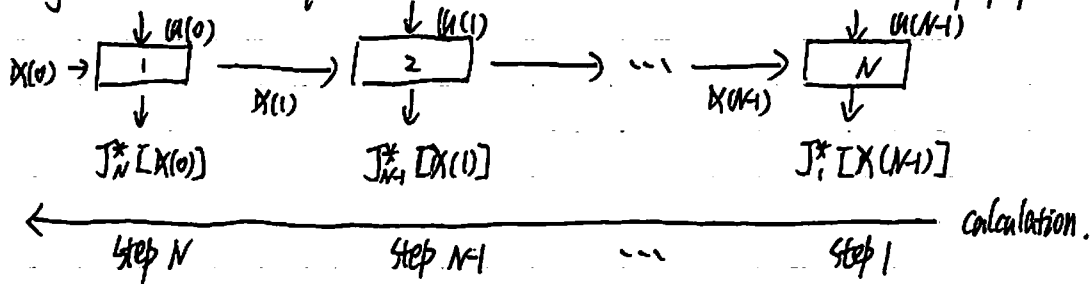 u(0) u(1) u(N-1)
x(0) → 1 → 2 → ... → N
x(1) x(N-1)
J*N[x(0)] J*N-1[x(1)] J*1[x(N-1)]
calculation.
Step N Step N-1 ... Step 1